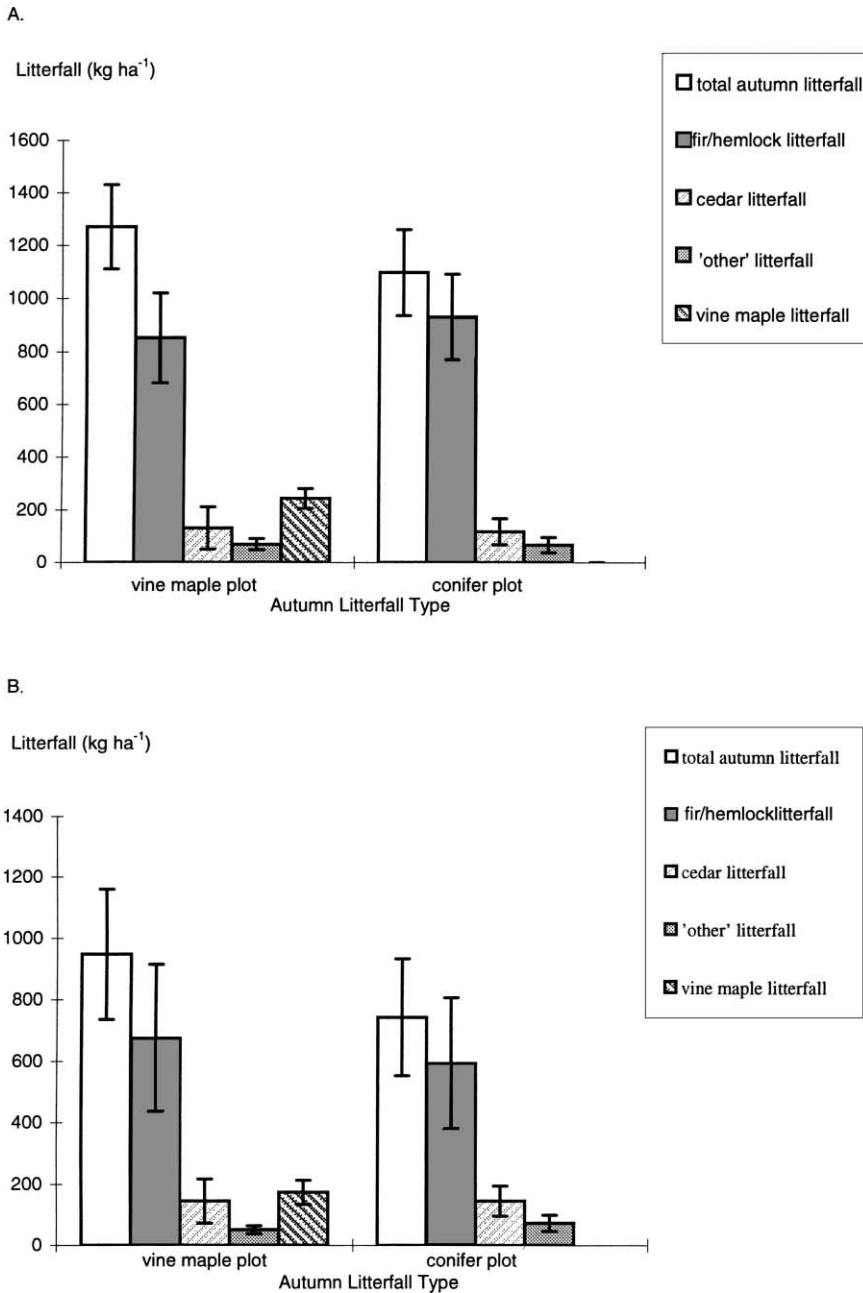 A.
Litterfall (kg ha⁻¹)
total autumn litterfall
fir/hemlock litterfall
cedar litterfall
'other' litterfall
vine maple litterfall
1600
1400
1200
1000
800
600
400
200
0
vine maple plot
conifer plot
Autumn Litterfall Type
B.
Litterfall (kg ha⁻¹)
total autumn litterfall
fir/hemlocklitterfall
cedar litterfall
'other' litterfall
vine maple litterfall
1400
1200
1000
800
600
400
200
0
vine maple plot
conifer plot
Autumn Litterfall Type